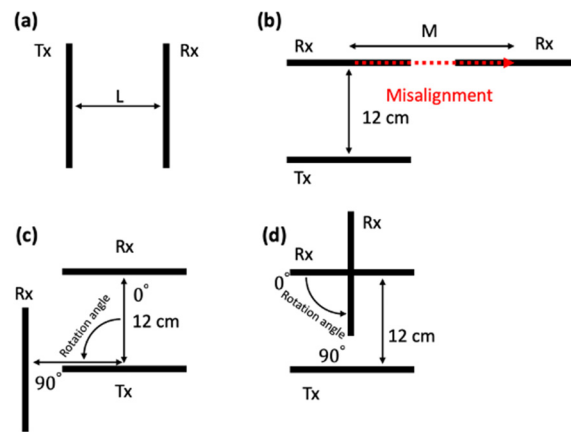 (a)
Tx
Rx
L
(b)
Rx
M
Rx
Misalignment
12 cm
Tx
(c)
Rx
Rx
0°
12 cm
Rotation angle
90°
Tx
(d)
Rx
Rx
0°
Rotation angle
12 cm
90°
Tx